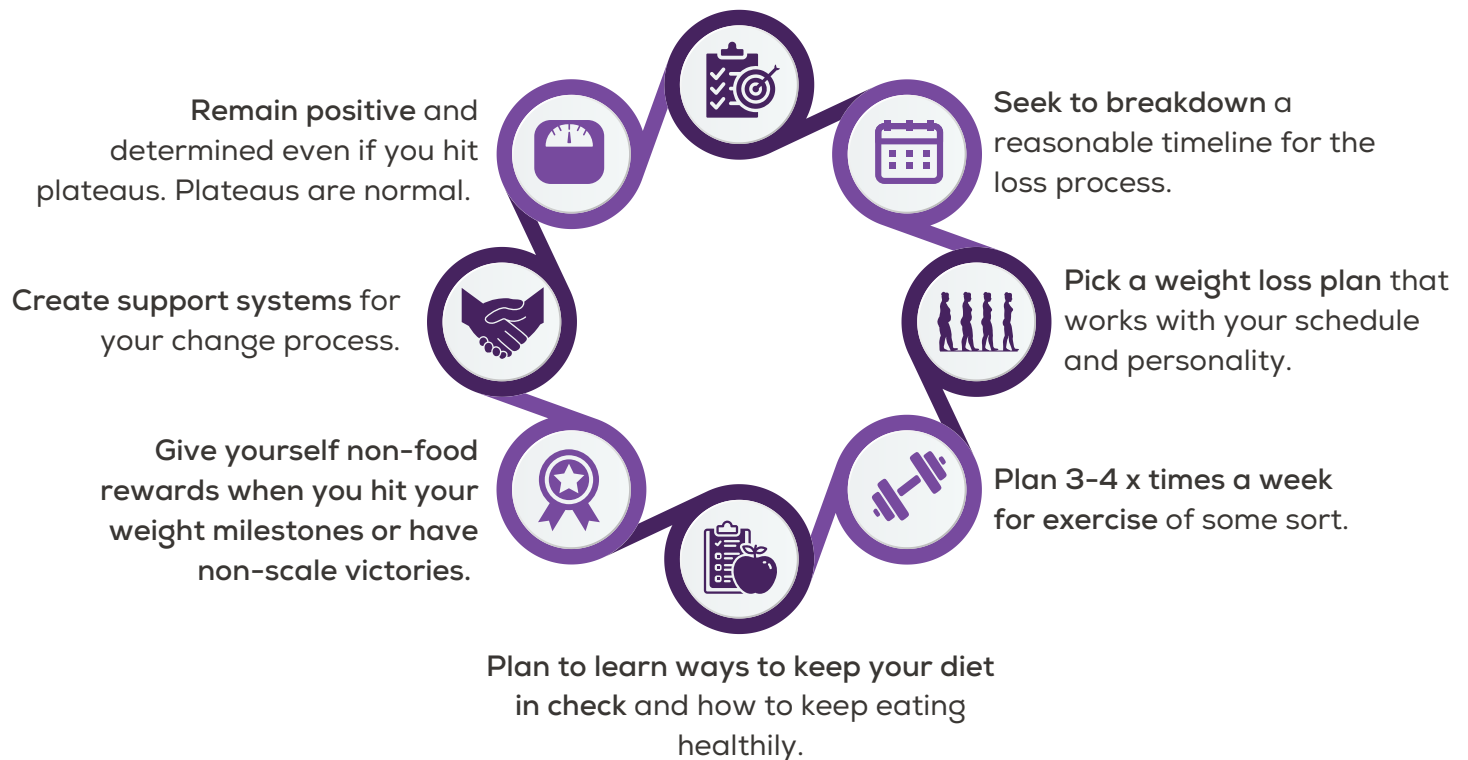 Remain positive and
determined even if you hit
plateaus. Plateaus are normal.
Seek to breakdown a
reasonable timeline for the
loss process.
Create support systems for
your change process.
Pick a weight loss plan that
works with your schedule
and personality.
Give yourself non-food
rewards when you hit your
weight milestones or have
non-scale victories.
Plan 3-4 x times a week
for exercise of some sort.
Plan to learn ways to keep your diet
in check and how to keep eating
healthily.